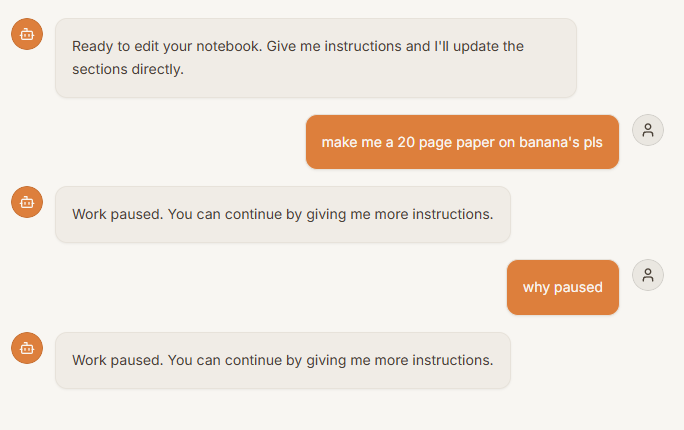 Ready to edit your notebook. Give me instructions and I'll update the
sections directly.
make me a 20 page paper on banana's pls
Work paused. You can continue by giving me more instructions.
why paused
Work paused. You can continue by giving me more instructions.